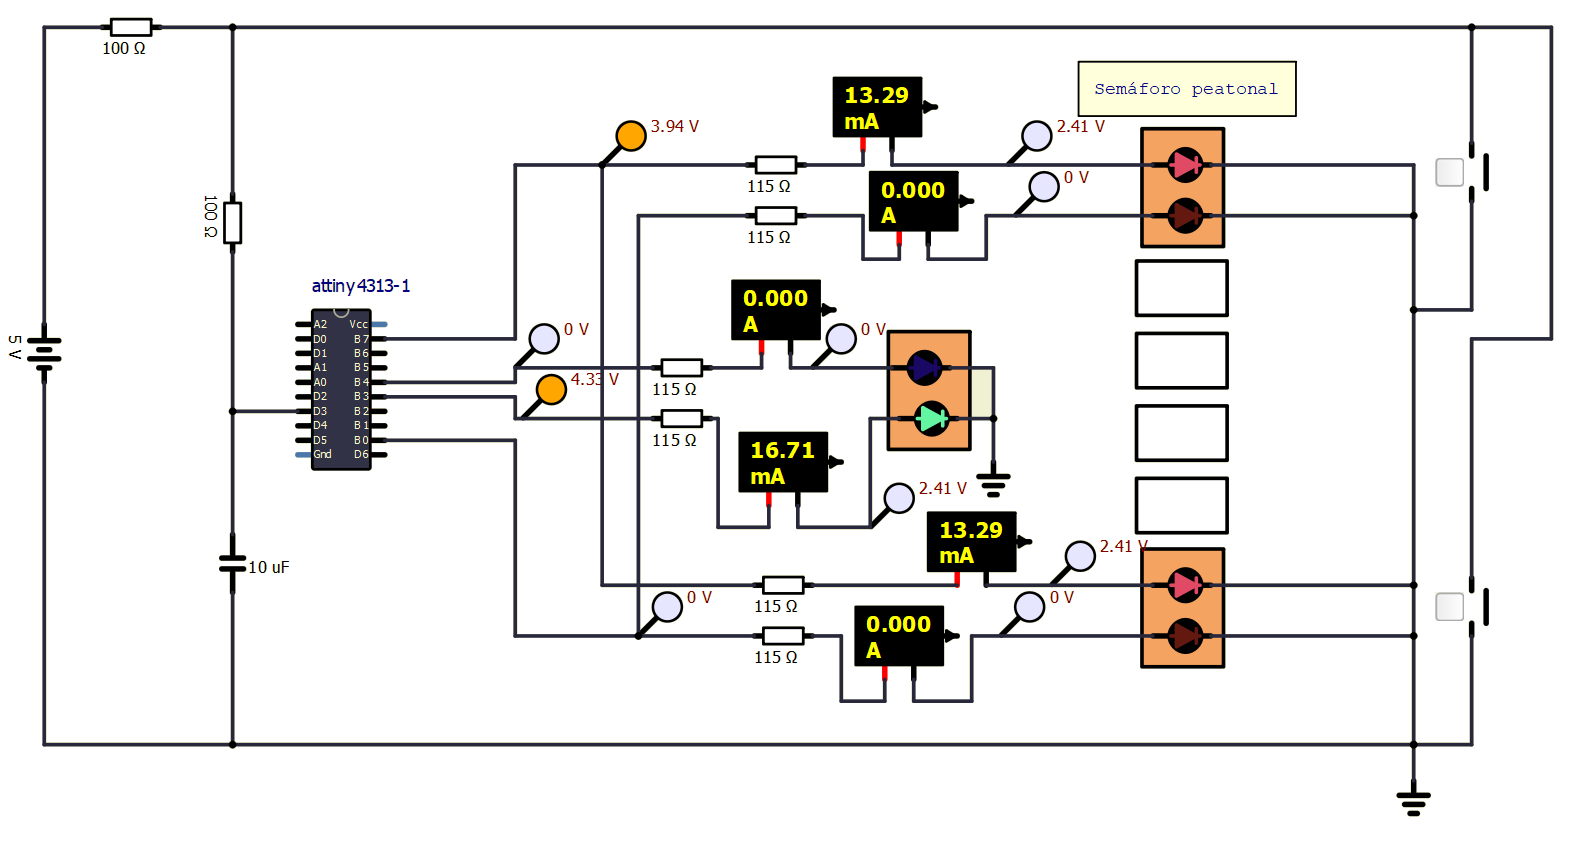 100 Ω
13.29
mA
Semáforo peatonal
3.94 V
2.41 V
115 Ω
0.000
A
0 V
100 Ω
115 Ω
attiny4313-1
0.000
A
A2 Vcc
D0 B7
D1 B6
A1 B5
A0 B4
D2 B3
D3 B2
D4 B1
D5 B0
Gnd D6
0 V
0 V
5 V
4.33 V
115 Ω
115 Ω
16.71
mA
2.41 V
13.29
mA
2.41 V
10 uF
0 V
115 Ω
0 V
0.000
A
115 Ω